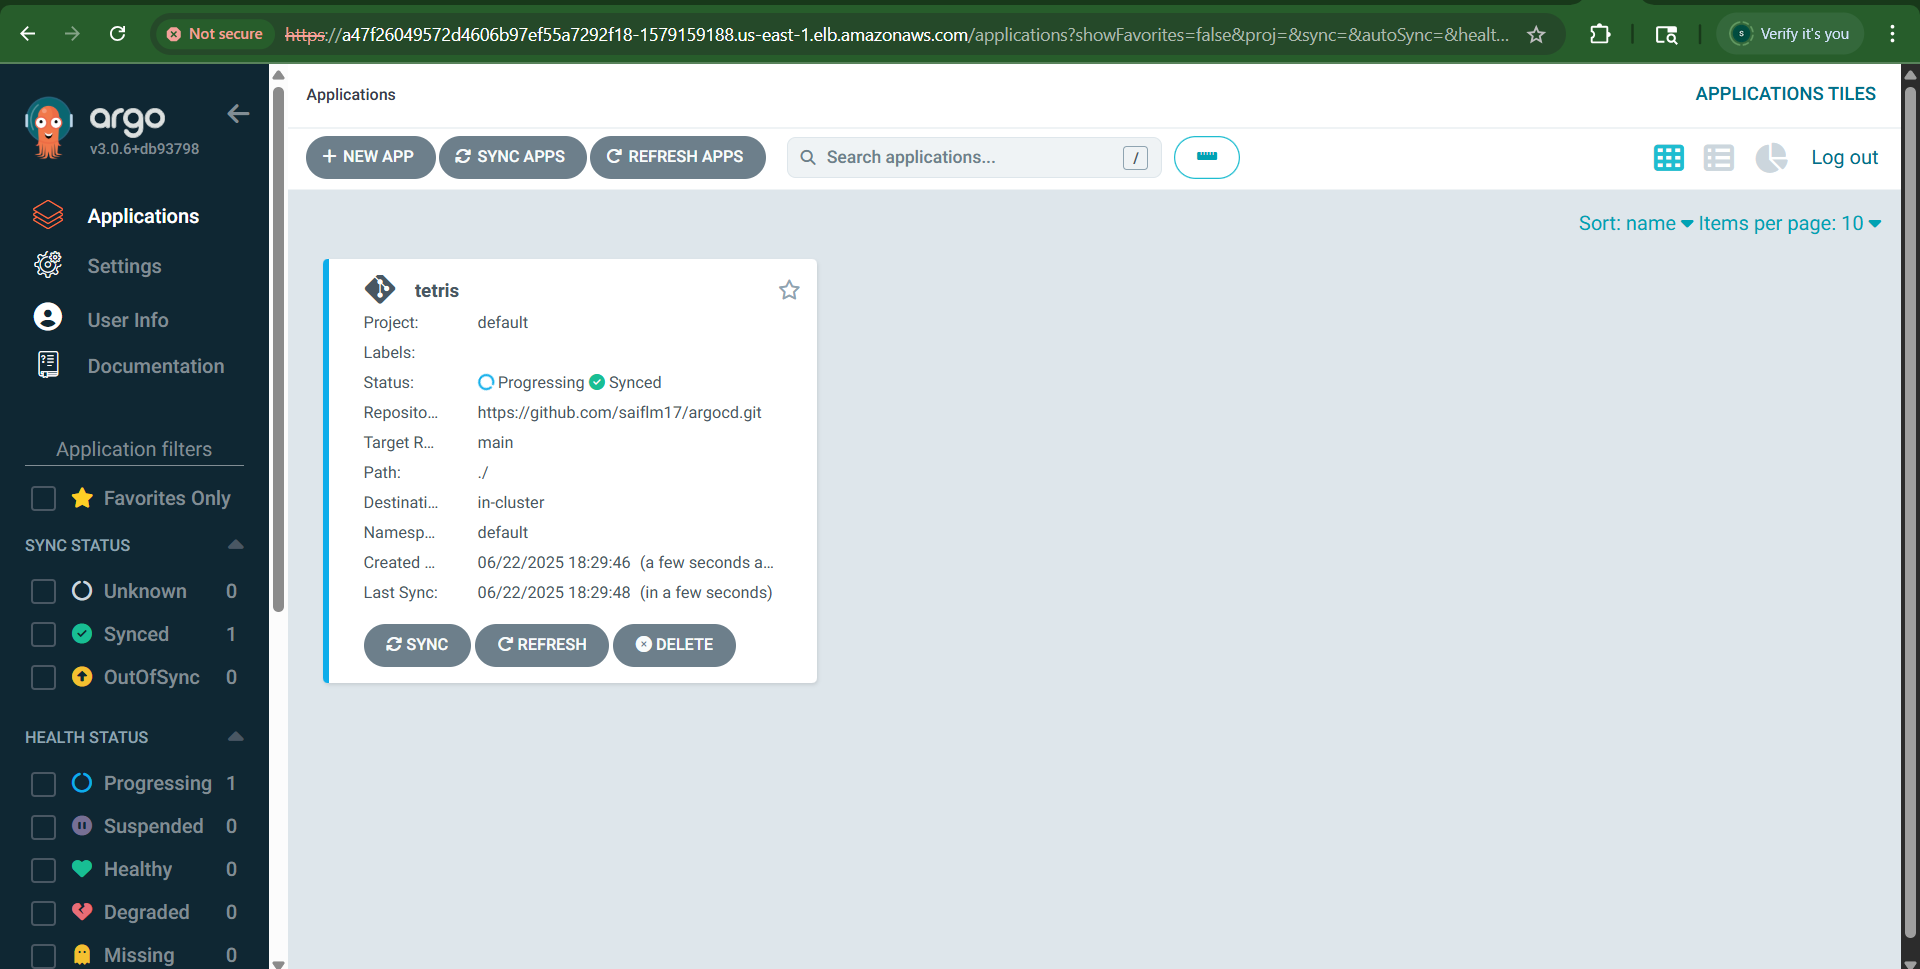 Not secure
https://a47f26049572d4606b97ef55a7292f18-1579159188.us-east-1.elb.amazonaws.com/applications?showFavorites=false&proj=&sync=&autoSync=&healt...
Verify it's you
argo
v3.0.6+db93798
Applications
Settings
User Info
Documentation
Application filters
Favorites Only
SYNC STATUS
Unknown 0
Synced 1
OutOfSync 0
HEALTH STATUS
Progressing 1
Suspended 0
Healthy 0
Degraded 0
Missing 0
Applications
APPLICATIONS TILES
+ NEW APP SYNC APPS REFRESH APPS Search applications... / Log out
Sort: name Items per page: 10
tetris
Project: default
Labels:
Status: Progressing Synced
Reposito... https://github.com/saiflm17/argocd.git
Target R... main
Path: ./
Destinati... in-cluster
Namesp... default
Created ... 06/22/2025 18:29:46 (a few seconds a...
Last Sync: 06/22/2025 18:29:48 (in a few seconds)
SYNC REFRESH DELETE